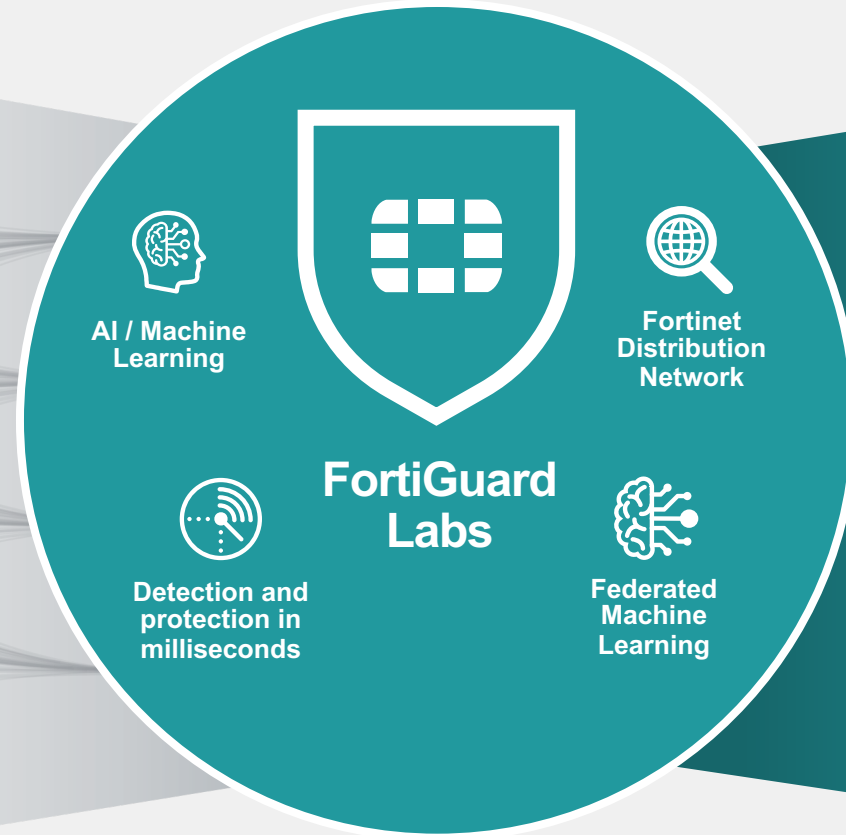 AI / Machine
Learning
Fortinet
Distribution
Network
FortiGuard
Labs
Detection and
protection in
milliseconds
Federated
Machine
Learning